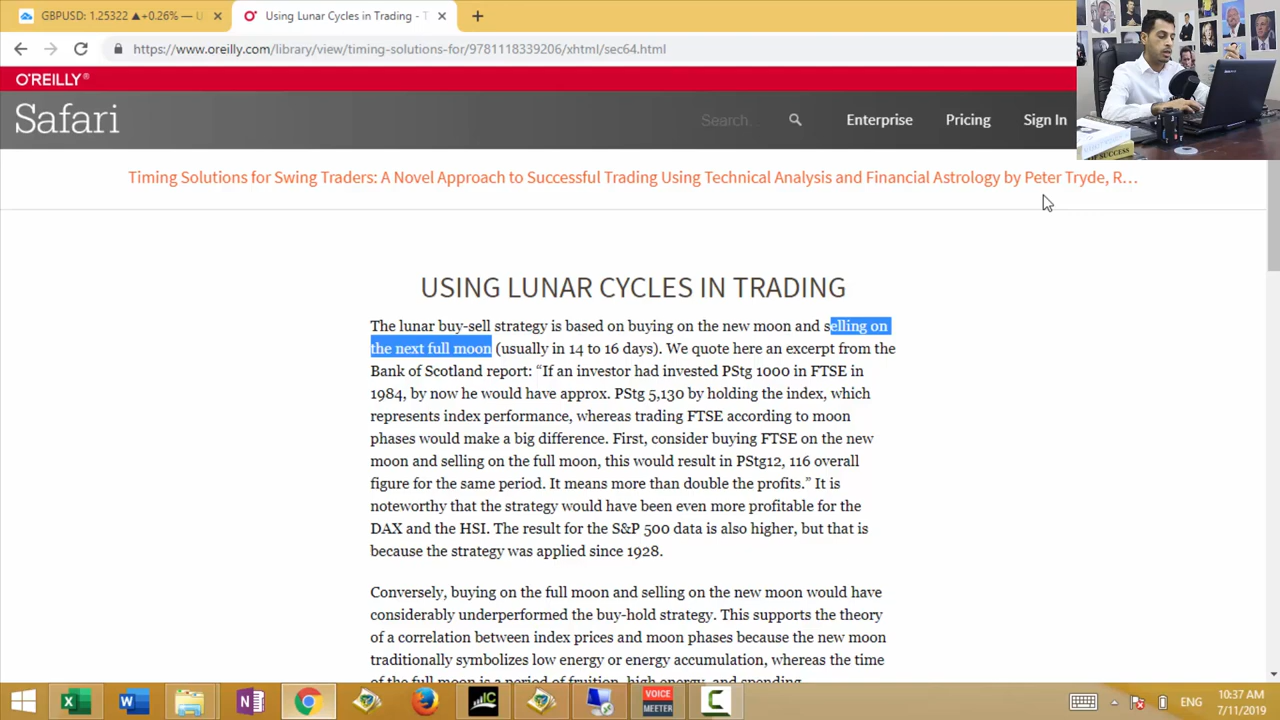 GBPUSD: 1.25322 ▲+0.26% — U
Using Lunar Cycles in Trading - T
https://www.oreilly.com/library/view/timing-solutions-for/9781118339206/xhtml/sec64.html
O'REILLY®
Safari
Search...
Enterprise
Pricing
Sign In
Timing Solutions for Swing Traders: A Novel Approach to Successful Trading Using Technical Analysis and Financial Astrology by Peter Tryde, R…
USING LUNAR CYCLES IN TRADING
The lunar buy-sell strategy is based on buying on the new moon and selling on
the next full moon (usually in 14 to 16 days). We quote here an excerpt from the
Bank of Scotland report: “If an investor had invested PStg 1000 in FTSE in
1984, by now he would have approx. PStg 5,130 by holding the index, which
represents index performance, whereas trading FTSE according to moon
phases would make a big difference. First, consider buying FTSE on the new
moon and selling on the full moon, this would result in PStg12, 116 overall
figure for the same period. It means more than double the profits.” It is
noteworthy that the strategy would have been even more profitable for the
DAX and the HSI. The result for the S&P 500 data is also higher, but that is
because the strategy was applied since 1928.
Conversely, buying on the full moon and selling on the new moon would have
considerably underperformed the buy-hold strategy. This supports the theory
of a correlation between index prices and moon phases because the new moon
traditionally symbolizes low energy or energy accumulation, whereas the time
of the full moon is a period of fruition, high energy, and spending.
VOICE
MEETER
ENG
10:37 AM
7/11/2019